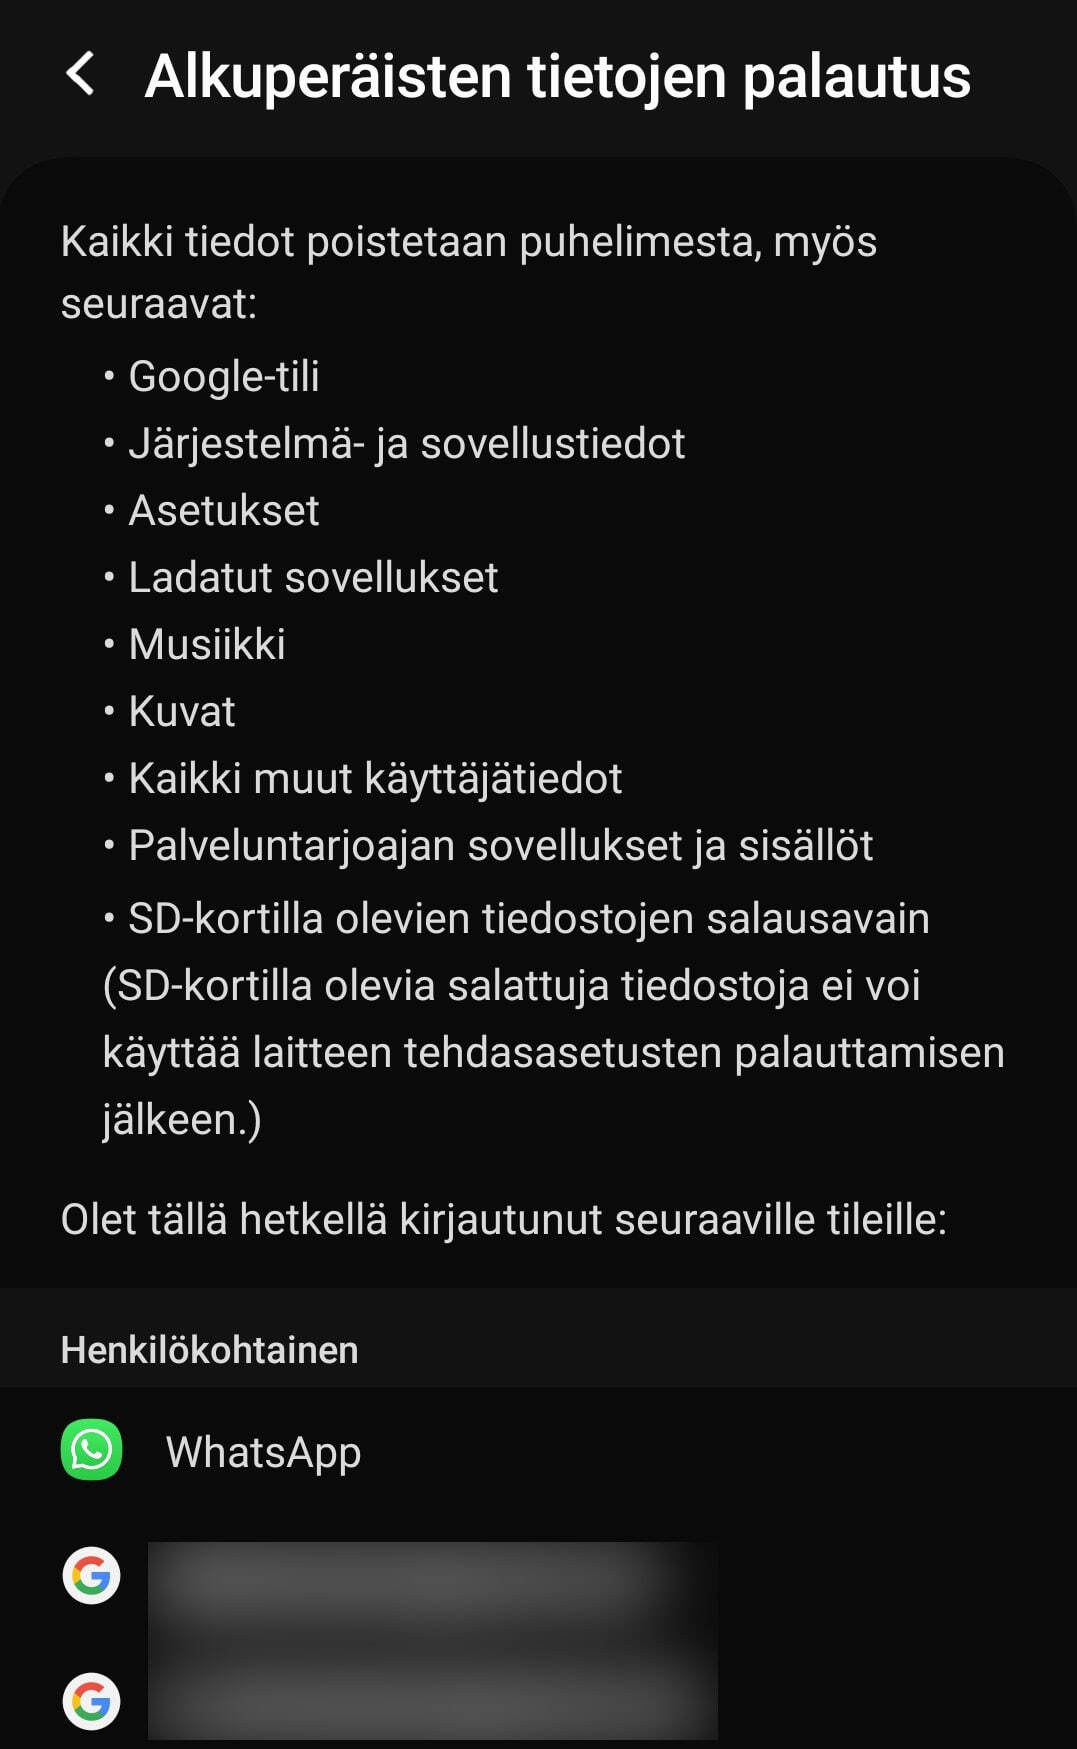 Alkuperäisten tietojen palautus
Kaikki tiedot poistetaan puhelimesta, myös
seuraavat:
• Google-tili
• Järjestelmä- ja sovellustiedot
• Asetukset
• Ladatut sovellukset
• Musiikki
• Kuvat
• Kaikki muut käyttäjätiedot
• Palveluntarjoajan sovellukset ja sisällöt
• SD-kortilla olevien tiedostojen salausavain
(SD-kortilla olevia salattuja tiedostoja ei voi
käyttää laitteen tehdasasetusten palauttamisen
jälkeen.)
Olet tällä hetkellä kirjautunut seuraaville tileille:
Henkilökohtainen
WhatsApp